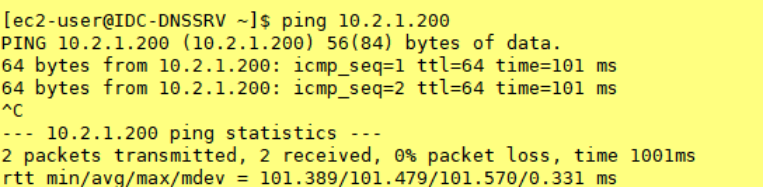 [ec2-user@IDC-DNSSRV ~]$ ping 10.2.1.200
PING 10.2.1.200 (10.2.1.200) 56(84) bytes of data.
64 bytes from 10.2.1.200: icmp_seq=1 ttl=64 time=101 ms
64 bytes from 10.2.1.200: icmp_seq=2 ttl=64 time=101 ms
^C
--- 10.2.1.200 ping statistics ---
2 packets transmitted, 2 received, 0% packet loss, time 1001ms
rtt min/avg/max/mdev = 101.389/101.479/101.570/0.331 ms